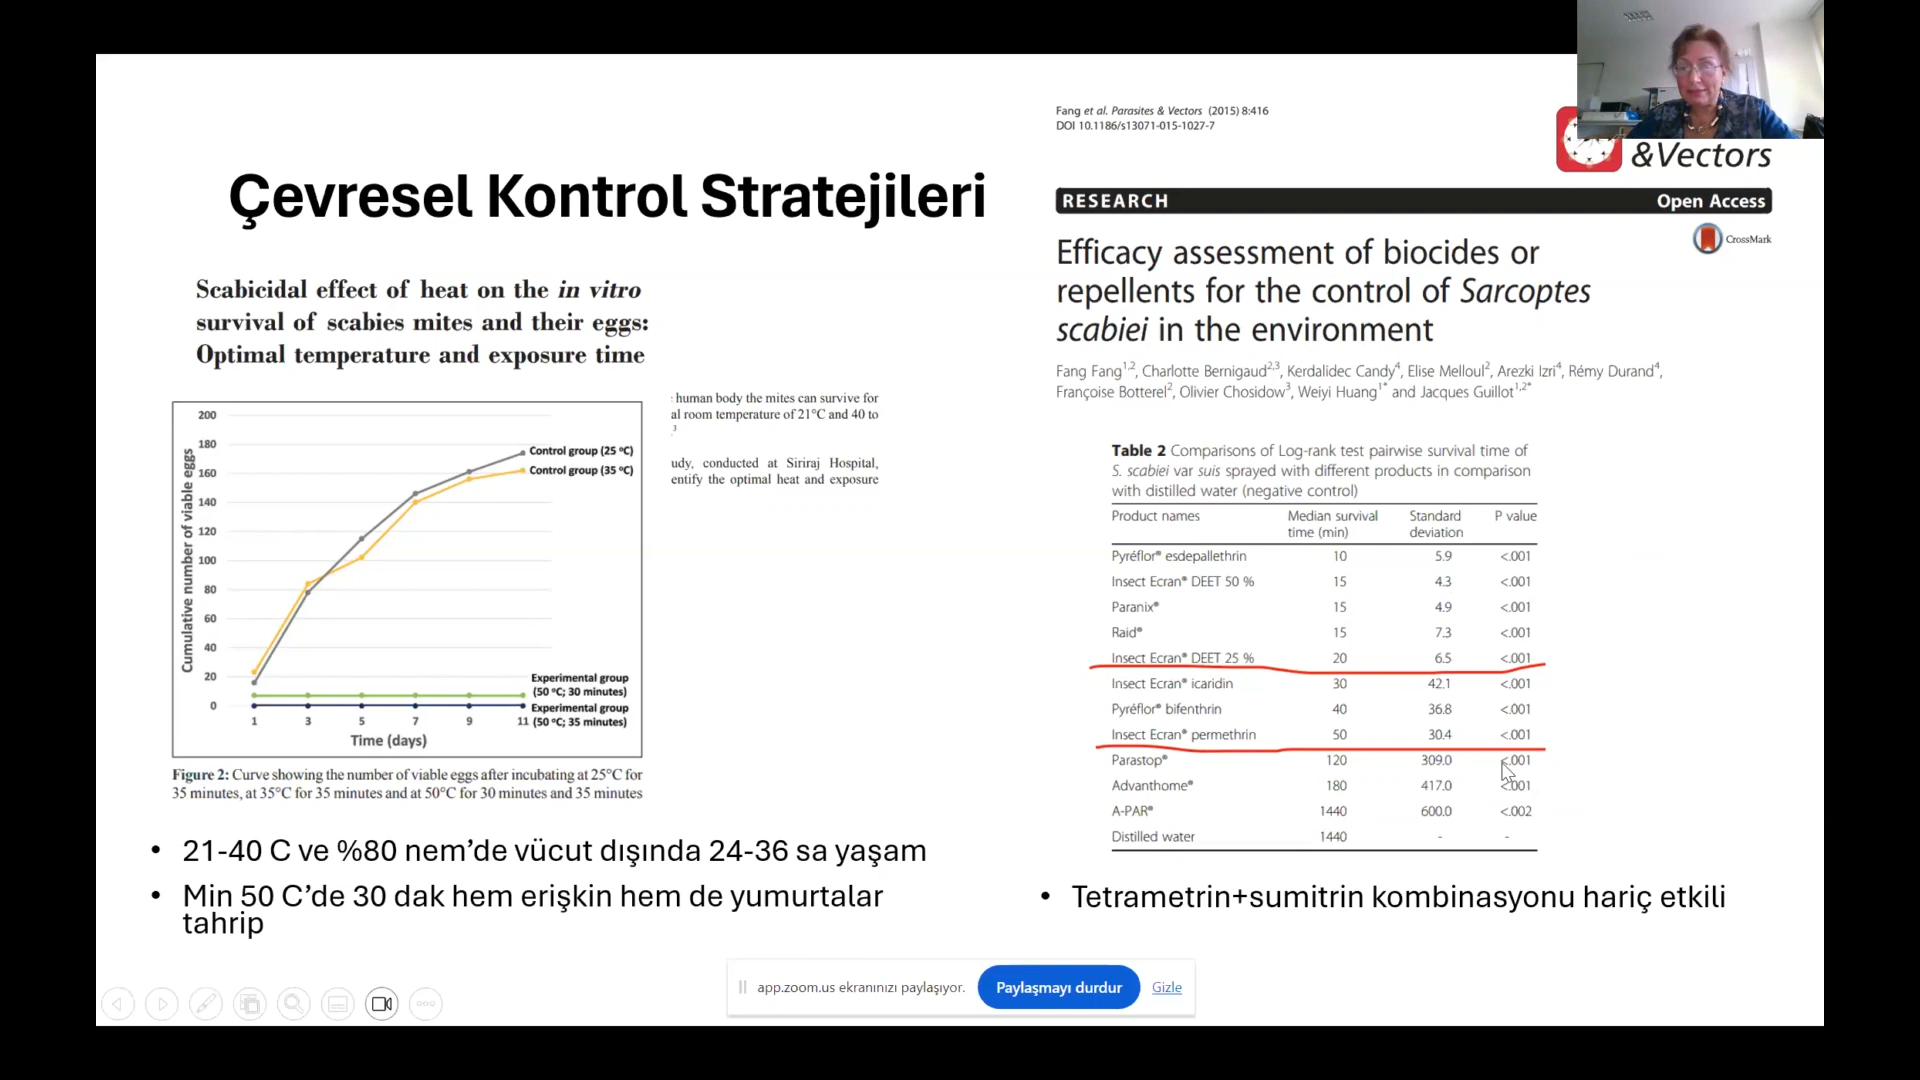 Çevresel Kontrol Stratejileri
Scabicidal effect of heat on the in vitro
survival of scabies mites and their eggs:
Optimal temperature and exposure time
human body the mites can survive for
al room temperature of 21°C and 40 to
.3
udy, conducted at Siriraj Hospital,
entify the optimal heat and exposure
Cumulative number of viable eggs
200
180
160
140
120
100
80
60
40
20
0
Control group (25 ºC)
Control group (35 ºC)
Experimental group
(50 ºC; 30 minutes)
Experimental group
(50 ºC; 35 minutes)
1 3 5 7 9 11
Time (days)
Figure 2: Curve showing the number of viable eggs after incubating at 25°C for
35 minutes, at 35°C for 35 minutes and at 50°C for 30 minutes and 35 minutes
• 21-40 C ve %80 nem’de vücut dışında 24-36 sa yaşam
• Min 50 C’de 30 dak hem erişkin hem de yumurtalar
tahrip
Fang et al. Parasites & Vectors (2015) 8:416
DOI 10.1186/s13071-015-1027-7
&Vectors
RESEARCH Open Access
CrossMark
Efficacy assessment of biocides or
repellents for the control of Sarcoptes
scabiei in the environment
Fang Fang1,2, Charlotte Bernigaud2,3, Kerdalidec Candy4, Elise Melloul2, Arezki Izri4, Rémy Durand4,
Françoise Botterel2, Olivier Chosidow3, Weiyi Huang1* and Jacques Guillot1,2*
Table 2 Comparisons of Log-rank test pairwise survival time of
S. scabiei var suis sprayed with different products in comparison
with distilled water (negative control)
Product names Median survival Standard P value
time (min) deviation
Pyréflor® esdepallethrin 10 5.9 <.001
Insect Ecran® DEET 50 % 15 4.3 <.001
Paranix® 15 4.9 <.001
Raid® 15 7.3 <.001
Insect Ecran® DEET 25 % 20 6.5 <.001
Insect Ecran® icaridin 30 42.1 <.001
Pyréflor® bifenthrin 40 36.8 <.001
Insect Ecran® permethrin 50 30.4 <.001
Parastop® 120 309.0 <.001
Advanthome® 180 417.0 <.001
A-PAR® 1440 600.0 <.002
Distilled water 1440 - -
• Tetrametrin+sumitrin kombinasyonu hariç etkili
app.zoom.us ekranınızı paylaşıyor. Paylaşmayı durdur Gizle